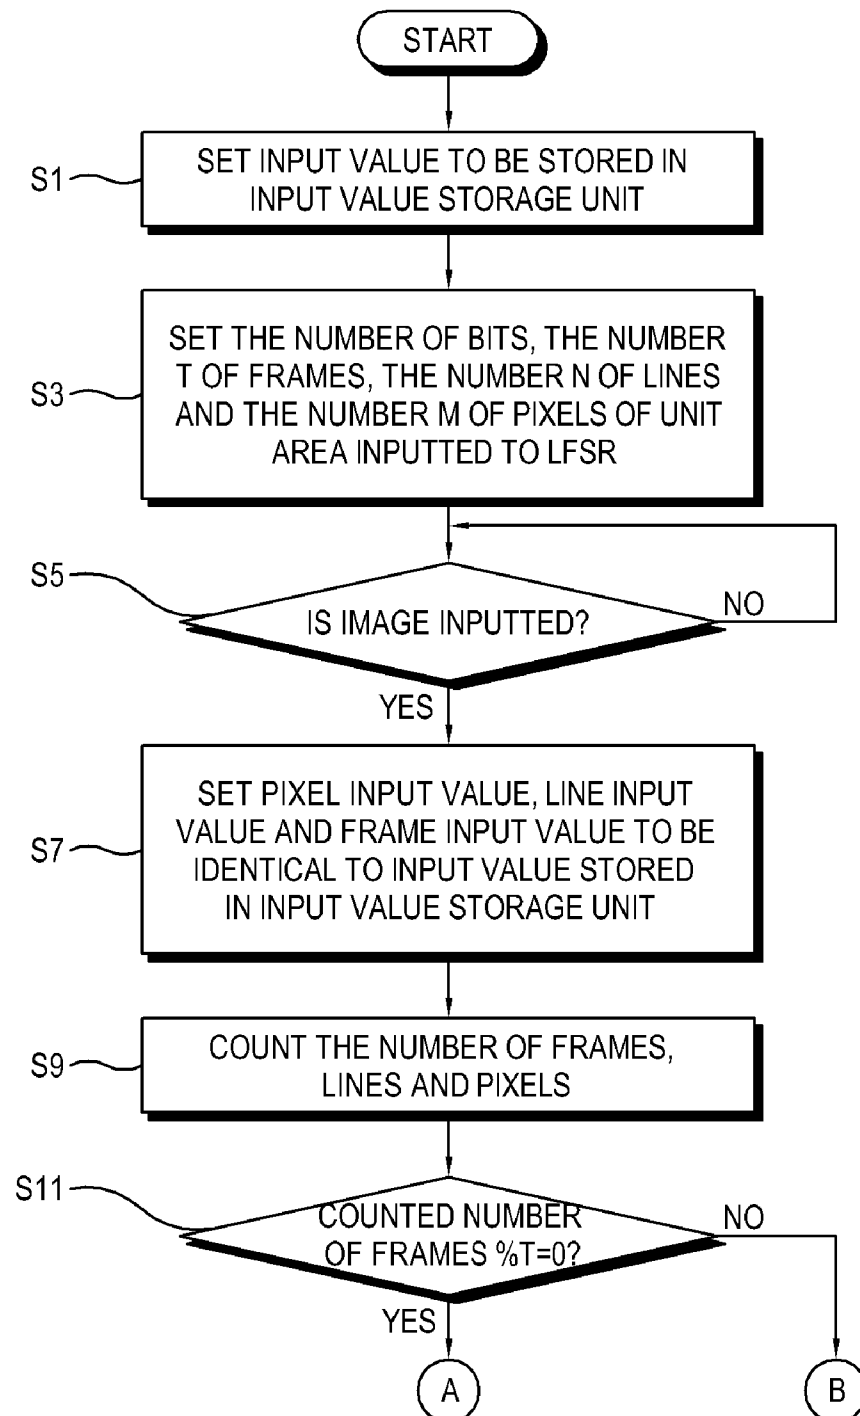 START
S1
SET INPUT VALUE TO BE STORED IN
INPUT VALUE STORAGE UNIT
S3
SET THE NUMBER OF BITS, THE NUMBER
T OF FRAMES, THE NUMBER N OF LINES
AND THE NUMBER M OF PIXELS OF UNIT
AREA INPUTTED TO LFSR
S5
IS IMAGE INPUTTED?
NO
YES
S7
SET PIXEL INPUT VALUE, LINE INPUT
VALUE AND FRAME INPUT VALUE TO BE
IDENTICAL TO INPUT VALUE STORED
IN INPUT VALUE STORAGE UNIT
S9
COUNT THE NUMBER OF FRAMES,
LINES AND PIXELS
S11
COUNTED NUMBER
OF FRAMES %T=0?
NO
YES
A
B